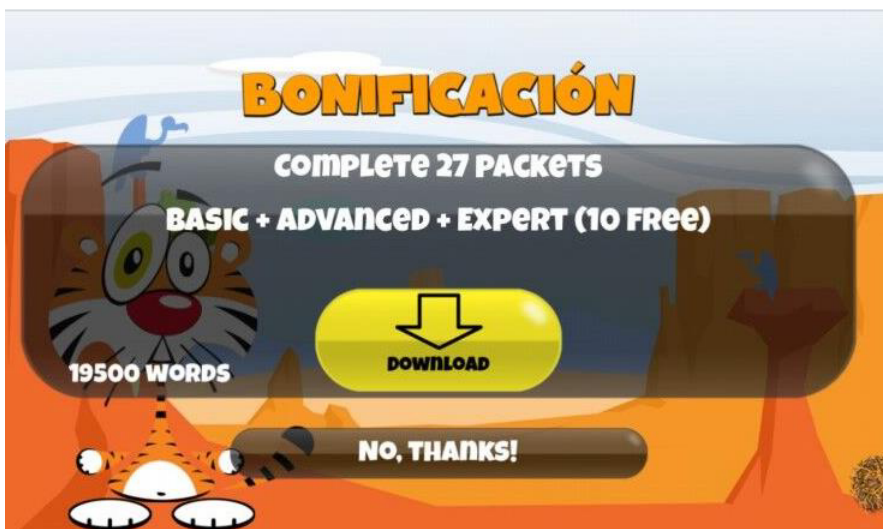 BONIFICACIÓN
COMPLETE 27 PACKETS
BASIC + ADVANCED + EXPERT (10 FREE)
DOWNLOAD
19500 WORDS
NO, THANKS!